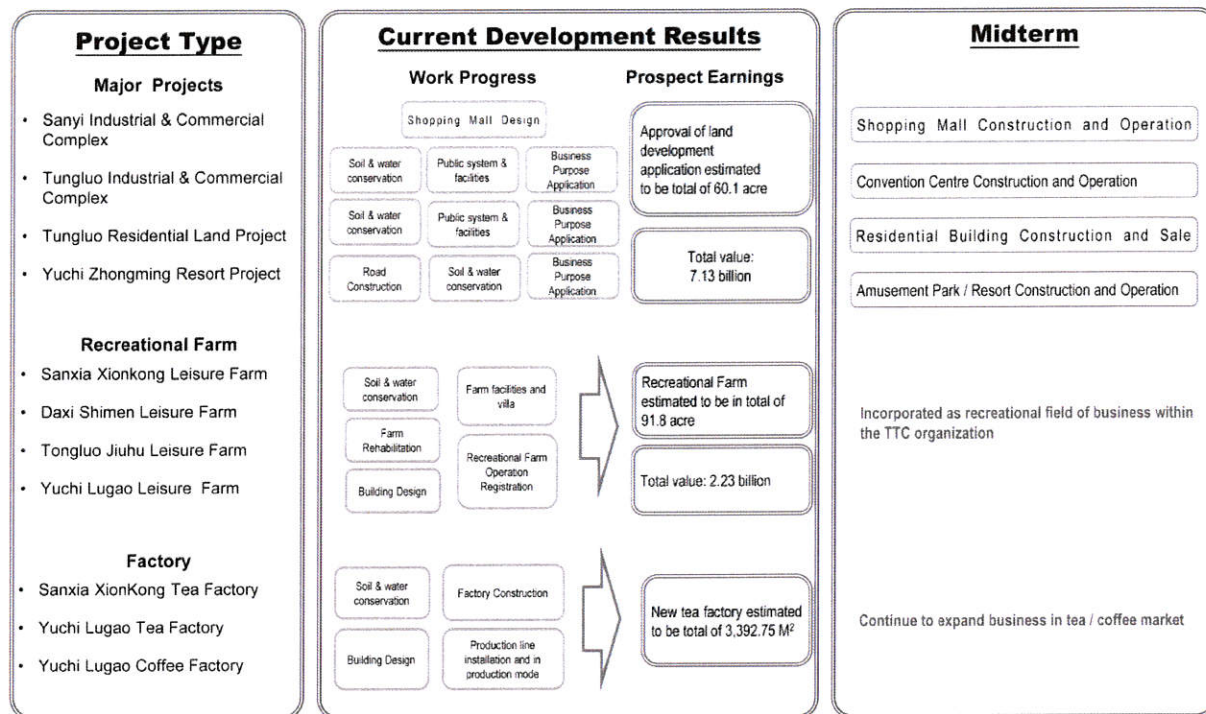 Project Type
Major Projects
• Sanyi Industrial & Commercial
Complex
• Tungluo Industrial & Commercial
Complex
• Tungluo Residential Land Project
• Yuchi Zhongming Resort Project
Recreational Farm
• Sanxia Xionkong Leisure Farm
• Daxi Shimen Leisure Farm
• Tongluo Jiuhu Leisure Farm
• Yuchi Lugao Leisure Farm
Factory
• Sanxia XionKong Tea Factory
• Yuchi Lugao Tea Factory
• Yuchi Lugao Coffee Factory
Current Development Results
Work Progress
Shopping Mall Design
Soil & water
conservation
Public system &
facilities
Business
Purpose
Application
Soil & water
conservation
Public system &
facilities
Business
Purpose
Application
Road
Construction
Soil & water
conservation
Business
Purpose
Application
Prospect Earnings
Approval of land
development
application estimated
to be total of 60.1 acre
Total value:
7.13 billion
Soil & water
conservation
Farm
Rehabilitation
Building Design
Farm facilities and
villa
Recreational Farm
Operation
Registration
Recreational Farm
estimated to be in total of
91.8 acre
Total value: 2.23 billion
Soil & water
conservation
Factory Construction
Building Design
Production line
installation and in
production mode
New tea factory estimated
to be total of 3,392.75 M²
Midterm
Shopping Mall Construction and Operation
Convention Centre Construction and Operation
Residential Building Construction and Sale
Amusement Park / Resort Construction and Operation
Incorporated as recreational field of business within
the TTC organization
Continue to expand business in tea / coffee market